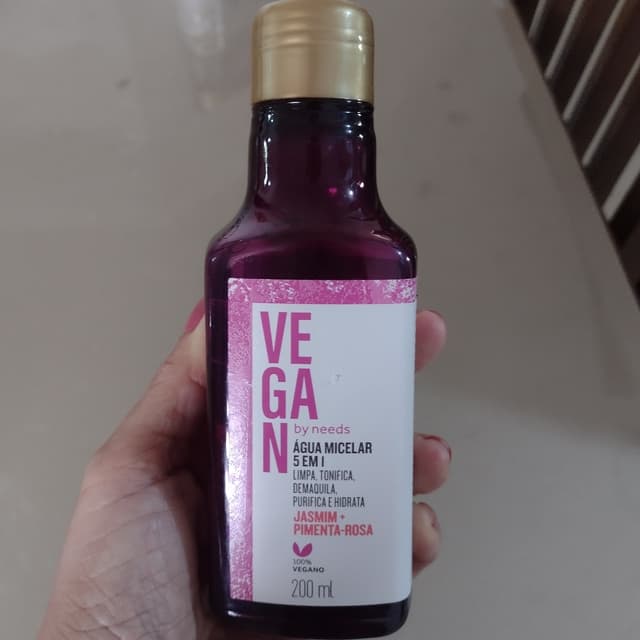 VE
GA
N
by needs
ÁGUA MICELAR
5 EM 1
LIMPA, TONIFICA,
DEMAQUILA,
PURIFICA E HIDRATA
JASMIM +
PIMENTA-ROSA
100%
VEGANO
200 ml